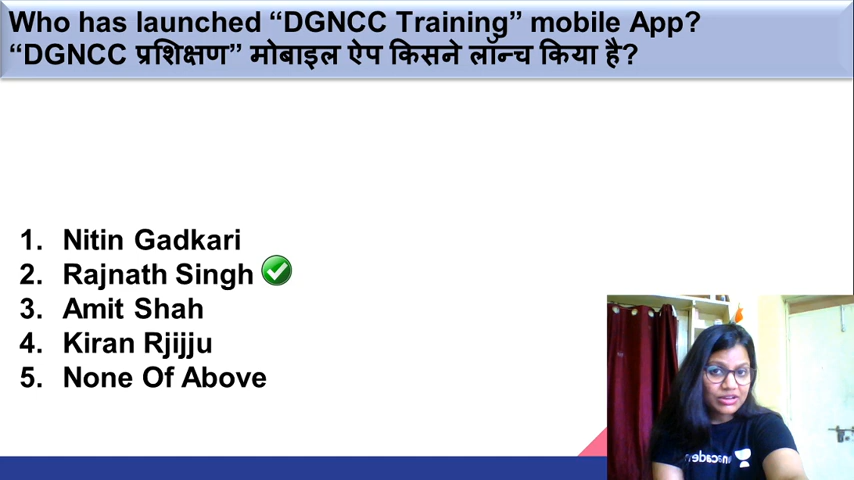 Who has launched “DGNCC Training” mobile App?
“DGNCC प्रशिक्षण” मोबाइल ऐप किसने लॉन्च किया है?
1. Nitin Gadkari
2. Rajnath Singh
3. Amit Shah
4. Kiran Rjijju
5. None Of Above